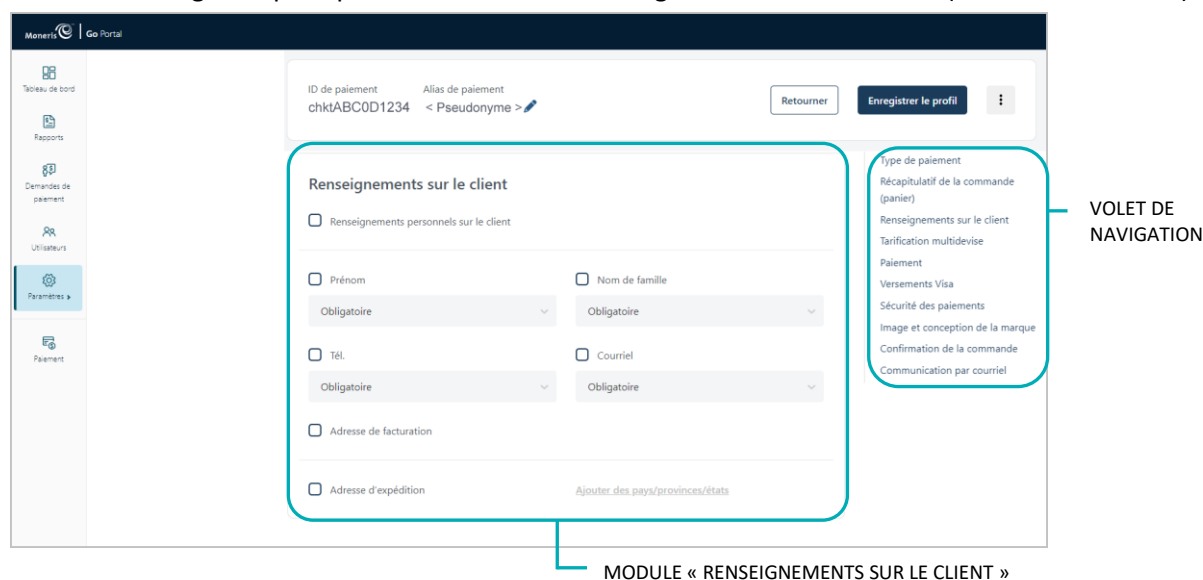 Moneris Go Portal
Tableau de bord
Rapports
Demandes de
paiement
Utilisateurs
Paramètres
Paiement
ID de paiement Alias de paiement
chktABC0D1234 < Pseudonyme >
Retourner Enregistrer le profil
Renseignements sur le client
Renseignements personnels sur le client
Prénom Nom de famille
Obligatoire Obligatoire
Tél. Courriel
Obligatoire Obligatoire
Adresse de facturation
Adresse d'expédition Ajouter des pays/provinces/états
Type de paiement
Récapitulatif de la commande
(panier)
Renseignements sur le client
Tarification multidevise
Paiement
Versements Visa
Sécurité des paiements
Image et conception de la marque
Confirmation de la commande
Communication par courriel
VOLET DE
NAVIGATION
MODULE « RENSEIGNEMENTS SUR LE CLIENT »